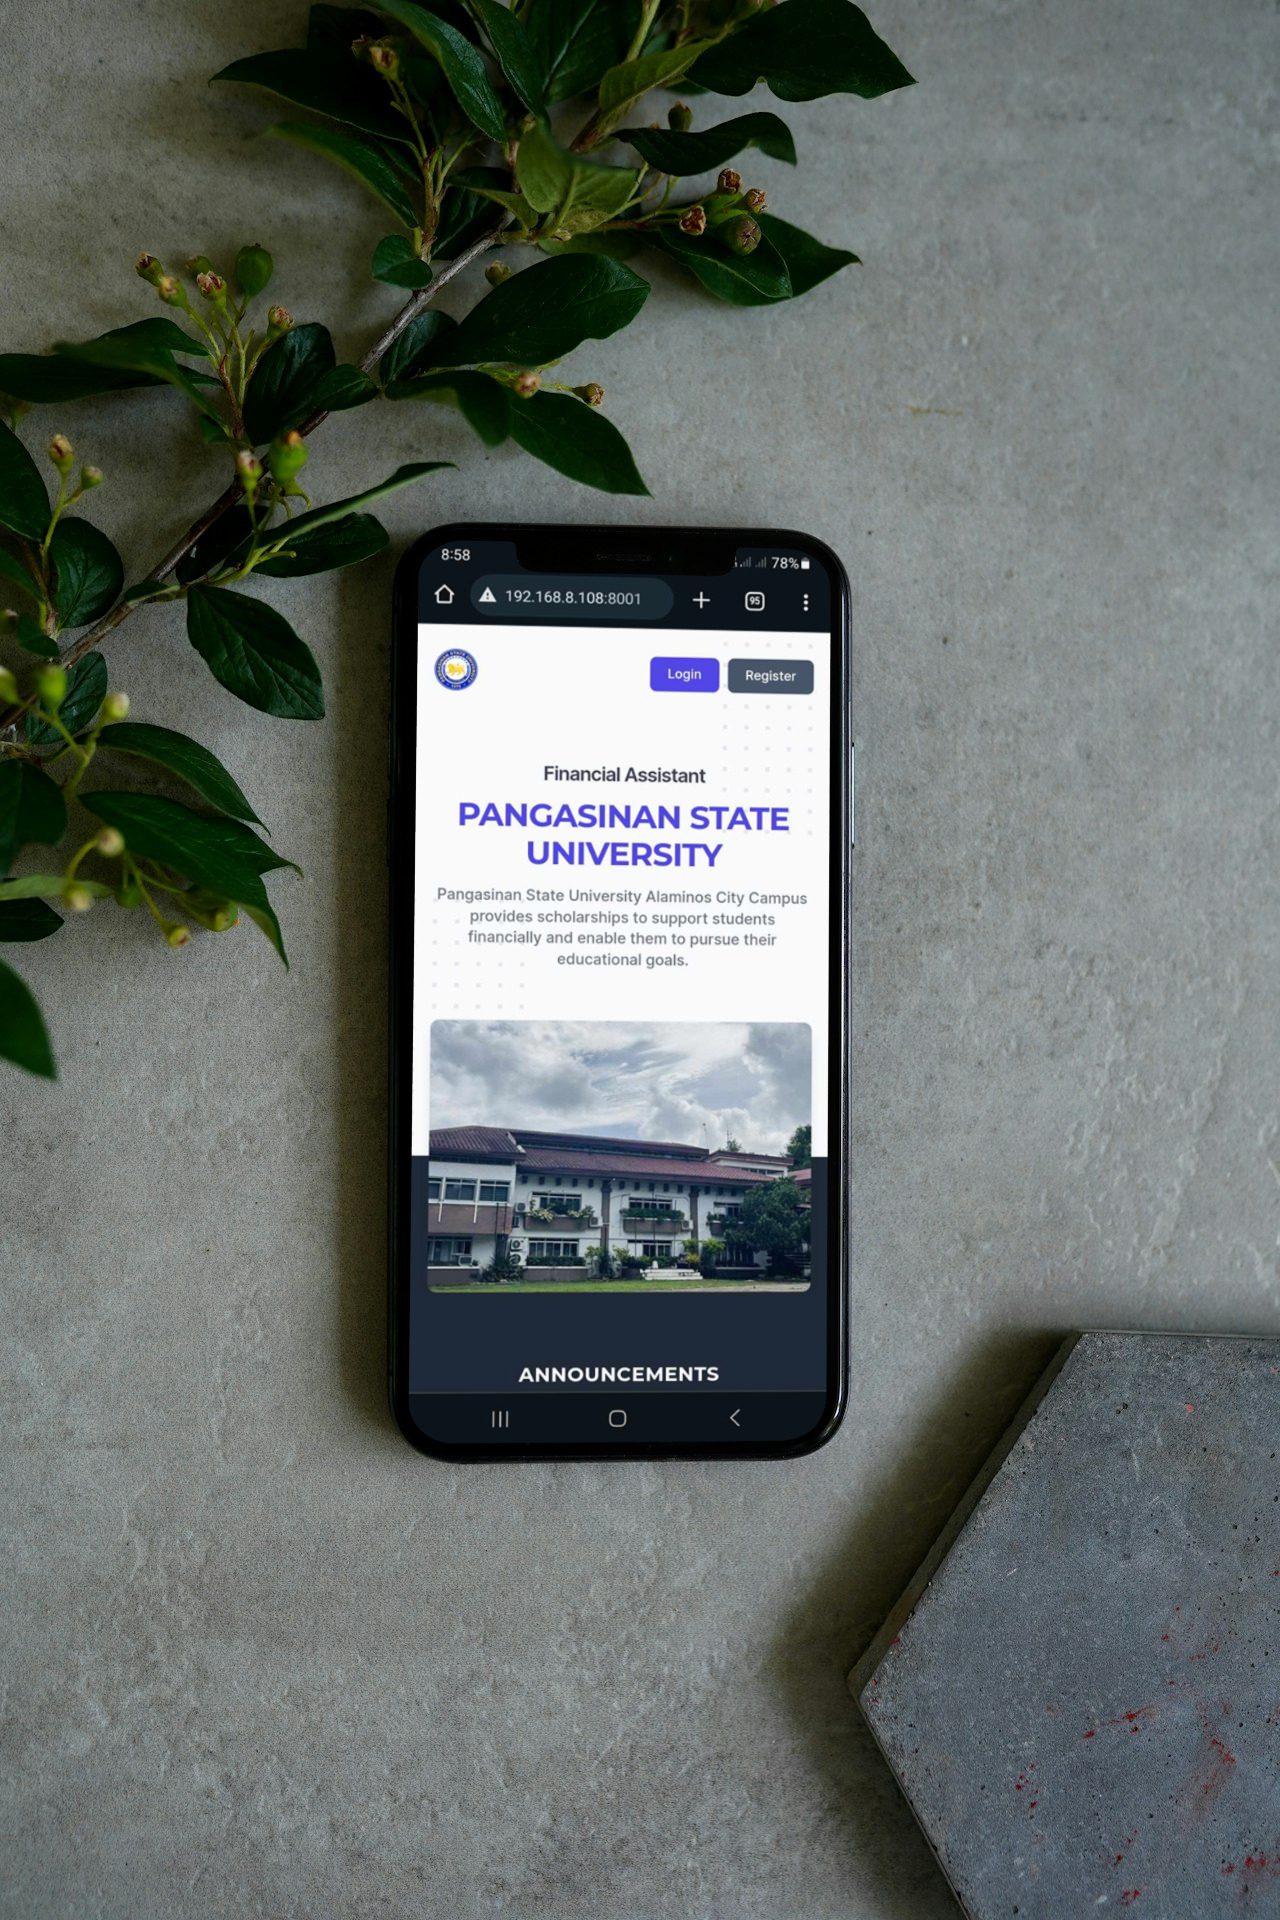 8:58
78%
192.168.8.108:8001
95
Login
Register
Financial Assistant
PANGASINAN STATE
UNIVERSITY
Pangasinan State University Alaminos City Campus
provides scholarships to support students
financially and enable them to pursue their
educational goals.
ANNOUNCEMENTS